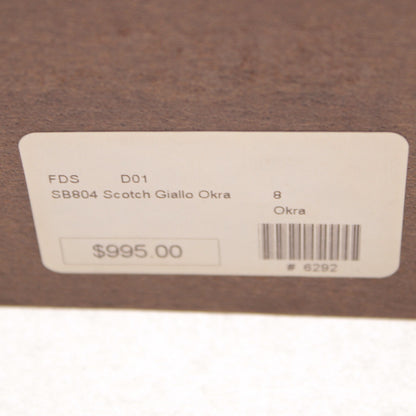 FDS D01
SB804 Scotch Giallo Okra 8
Okra
$995.00
# 6292